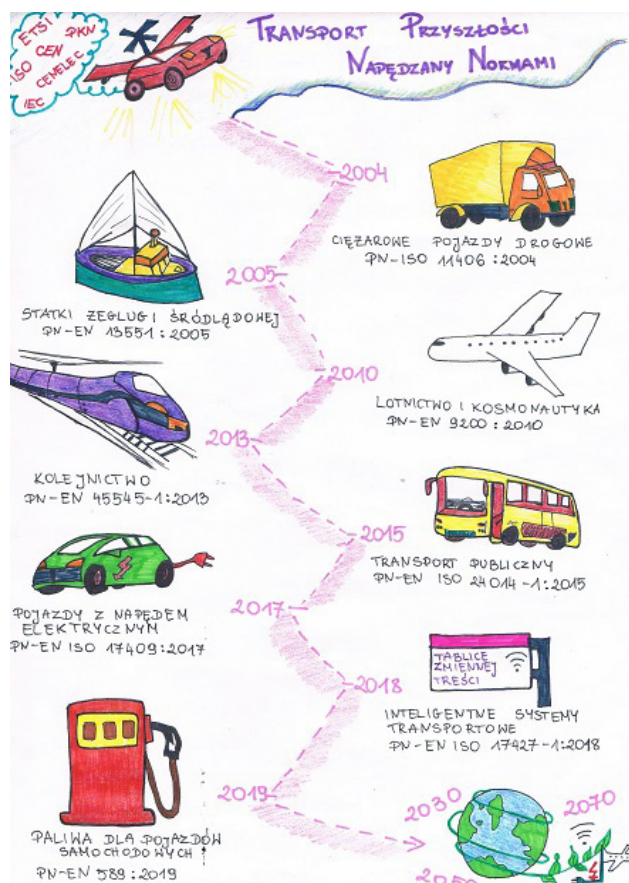 ETSI PKN
ISO CEN
CENELEC
IEC
TRANSPORT PRZYSZŁOŚCI
NAPĘDZANY NORMAMI
2004
CIĘŻAROWE POJAZDY DROGOWE
PN-ISO 11406:2004
2005
STATKI ŻEGLUGI ŚRÓDLĄDOWEJ
PN-EN 13551:2005
2010
LOTNICTWO I KOSMONAUTYKA
PN-EN 9200:2010
2013
KOLEJNICTWO
PN-EN 45545-1:2013
2015
TRANSPORT PUBLICZNY
PN-EN ISO 24014-1:2015
POJAZDY Z NAPĘDEM
ELEKTRYCZNYM
PN-EN ISO 17409:2017
2017
2018
TABLICE
ZMIENNEJ
TREŚCI
INTELIGENTNE SYSTEMY
TRANSPORTOWE
PN-EN ISO 17427-1:2018
2019
PALIWA DLA POJAZDÓW
SAMOCHODOWYCH
PN-EN 589:2019
2030
2070
2050